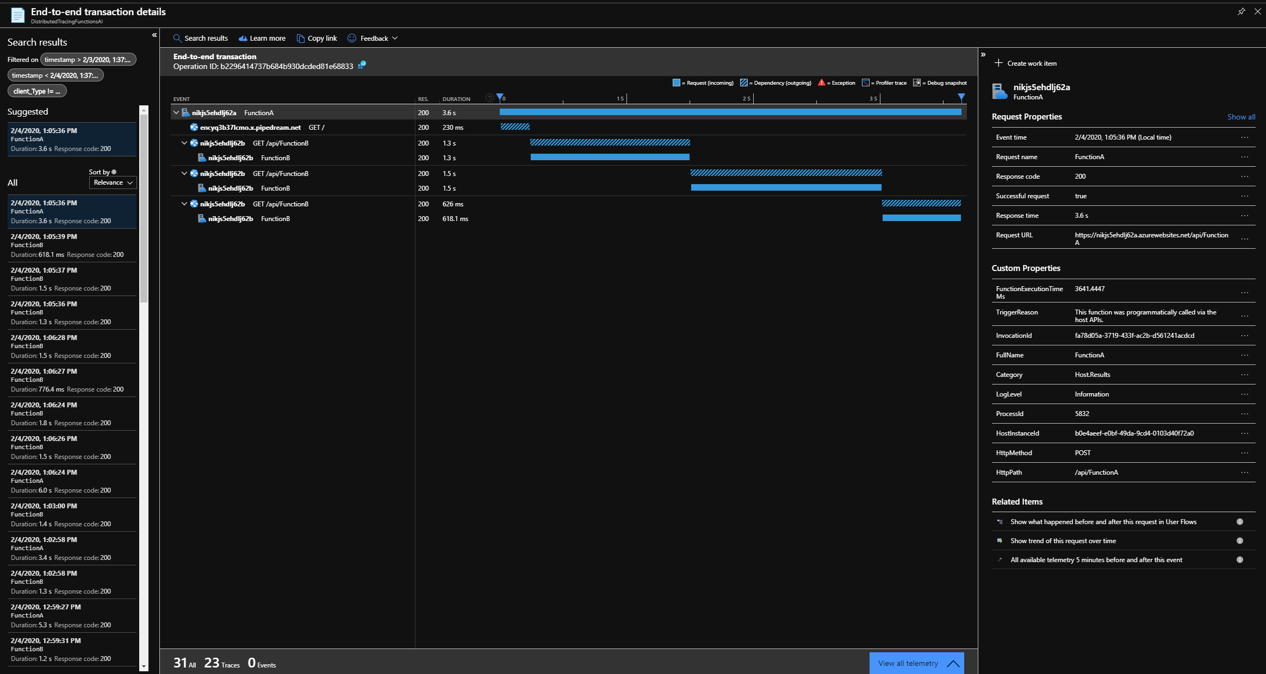 End-to-end transaction details
DistributedTracingFunctionsAI
Search results
Filtered on timestamp > 2/3/2020, 1:37:...
timestamp < 2/4/2020, 1:37:...
client_Type != ...
Suggested
2/4/2020, 1:05:36 PM
FunctionA
Duration: 3.6 s Response code: 200
Sort by
All
Relevance
2/4/2020, 1:05:36 PM
FunctionA
Duration: 3.6 s Response code: 200
2/4/2020, 1:05:39 PM
FunctionB
Duration: 618.1 ms Response code: 200
2/4/2020, 1:05:37 PM
FunctionB
Duration: 1.5 s Response code: 200
2/4/2020, 1:05:36 PM
FunctionB
Duration: 1.3 s Response code: 200
2/4/2020, 1:06:28 PM
FunctionB
Duration: 1.5 s Response code: 200
2/4/2020, 1:06:27 PM
FunctionB
Duration: 776.4 ms Response code: 200
2/4/2020, 1:06:24 PM
FunctionB
Duration: 1.8 s Response code: 200
2/4/2020, 1:06:26 PM
FunctionB
Duration: 1.5 s Response code: 200
2/4/2020, 1:06:24 PM
FunctionA
Duration: 6.0 s Response code: 200
2/4/2020, 1:03:00 PM
FunctionB
Duration: 1.4 s Response code: 200
2/4/2020, 1:02:58 PM
FunctionA
Duration: 3.4 s Response code: 200
2/4/2020, 1:02:58 PM
FunctionB
Duration: 1.3 s Response code: 200
2/4/2020, 12:59:27 PM
FunctionA
Duration: 5.3 s Response code: 200
2/4/2020, 12:59:31 PM
FunctionB
Duration: 1.2 s Response code: 200
Search results Learn more Copy link Feedback
End-to-end transaction
Operation ID: b2296414737b684b930dcded81e68833
= Request (incoming) = Dependency (outgoing) = Exception = Profiler trace = Debug snapshot
EVENT RES. DURATION 0 1 S 2 S 3 S
nikjs5ehdlj62a FunctionA 200 3.6 s
encyq3b37lcmo.x.pipedream.net GET / 200 230 ms
nikjs5ehdlj62b GET /api/FunctionB 200 1.3 s
nikjs5ehdlj62b FunctionB 200 1.3 s
nikjs5ehdlj62b GET /api/FunctionB 200 1.5 s
nikjs5ehdlj62b FunctionB 200 1.5 s
nikjs5ehdlj62b GET /api/FunctionB 200 626 ms
nikjs5ehdlj62b FunctionB 200 618.1 ms
31 All 23 Traces 0 Events
View all telemetry
Create work item
nikjs5ehdlj62a
FunctionA
Request Properties Show all
Event time 2/4/2020, 1:05:36 PM (Local time) ...
Request name FunctionA ...
Response code 200 ...
Successful request true ...
Response time 3.6 s ...
Request URL https://nikjs5ehdlj62a.azurewebsites.net/api/Function
A ...
Custom Properties
FunctionExecutionTime
Ms 3641.4447 ...
TriggerReason This function was programmatically called via the
host APIs. ...
InvocationId fa78d05a-3719-433f-ac2b-d561241acdcd ...
FullName FunctionA ...
Category Host.Results ...
LogLevel Information ...
ProcessId 5832 ...
HostInstanceId b0e4aeef-e0bf-49da-9cd4-0103d40f72a0 ...
HttpMethod POST ...
HttpPath /api/FunctionA ...
Related Items
Show what happened before and after this request in User Flows
Show trend of this request over time
All available telemetry 5 minutes before and after this event